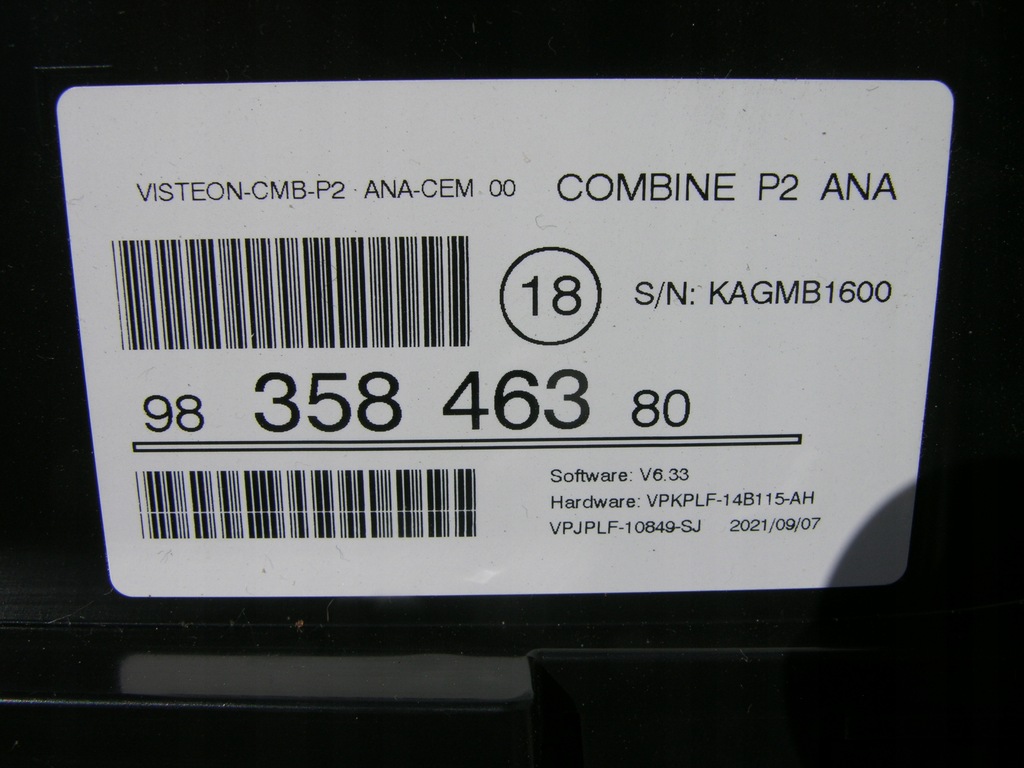 VISTEON-CMB-P2 ANA-CEM 00 COMBINE P2 ANA
18 S/N: KAGMB1600
98 358 463 80
Software: V6.33
Hardware: VPKPLF-14B115-AH
VPJPLF-10849-SJ 2021/09/07